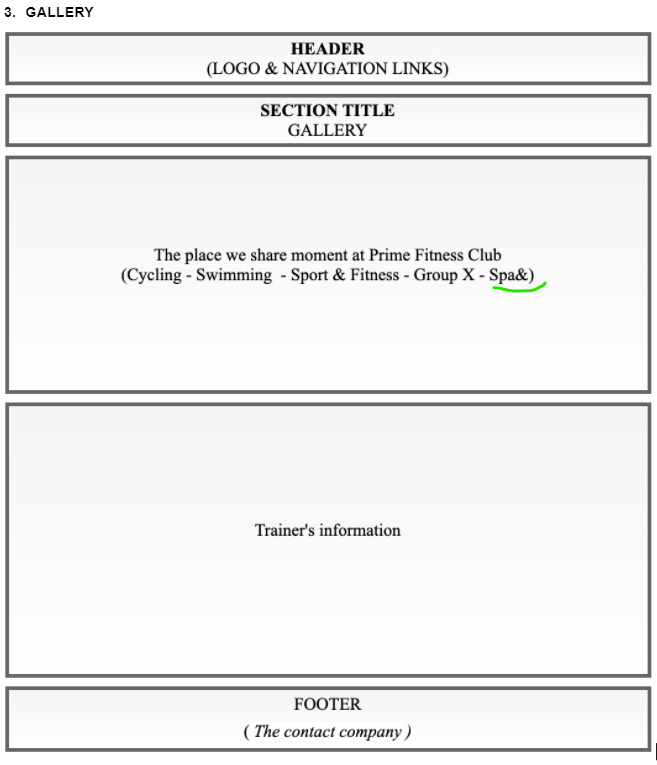 3. GALLERY
HEADER
(LOGO & NAVIGATION LINKS)
SECTION TITLE
GALLERY
The place we share moment at Prime Fitness Club
(Cycling - Swimming - Sport & Fitness - Group X - Spa&)
Trainer's information
FOOTER
( The contact company )